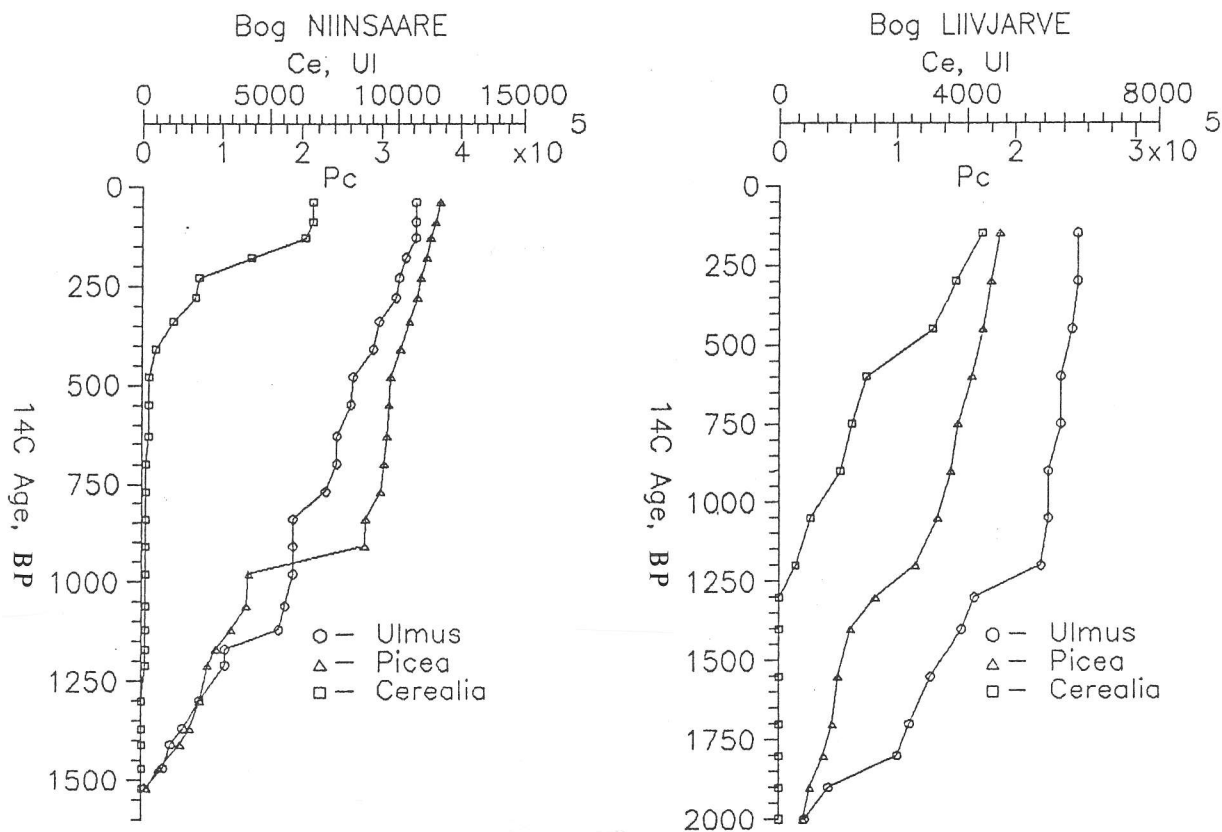 Bog NIINSAARE
Ce, Ul
0 5000 10000 15000
5
0 1 2 3 4 x10
Pc
0
250
500
750
1000
1250
1500
14C Age, BP
○— Ulmus
△— Picea
□— Cerealia
Bog LIIVJARVE
Ce, Ul
0 4000 8000
5
0 1 2 3x10
Pc
0
250
500
750
1000
1250
1500
1750
2000
14C Age, BP
○— Ulmus
△— Picea
□— Cerealia